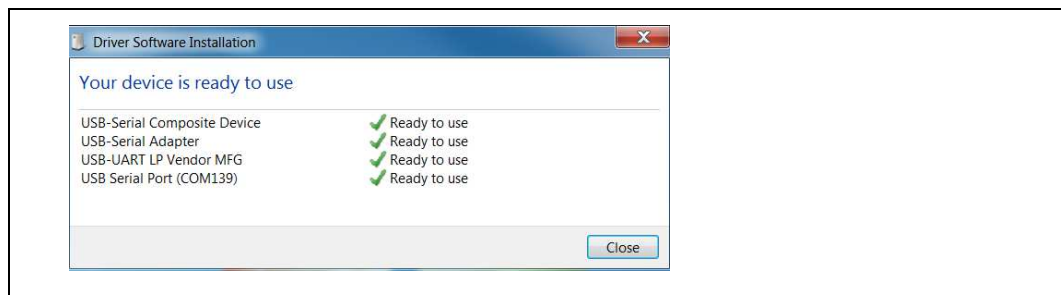 Driver Software Installation
Your device is ready to use
USB-Serial Composite Device Ready to use
USB-Serial Adapter Ready to use
USB-UART LP Vendor MFG Ready to use
USB Serial Port (COM139) Ready to use
Close